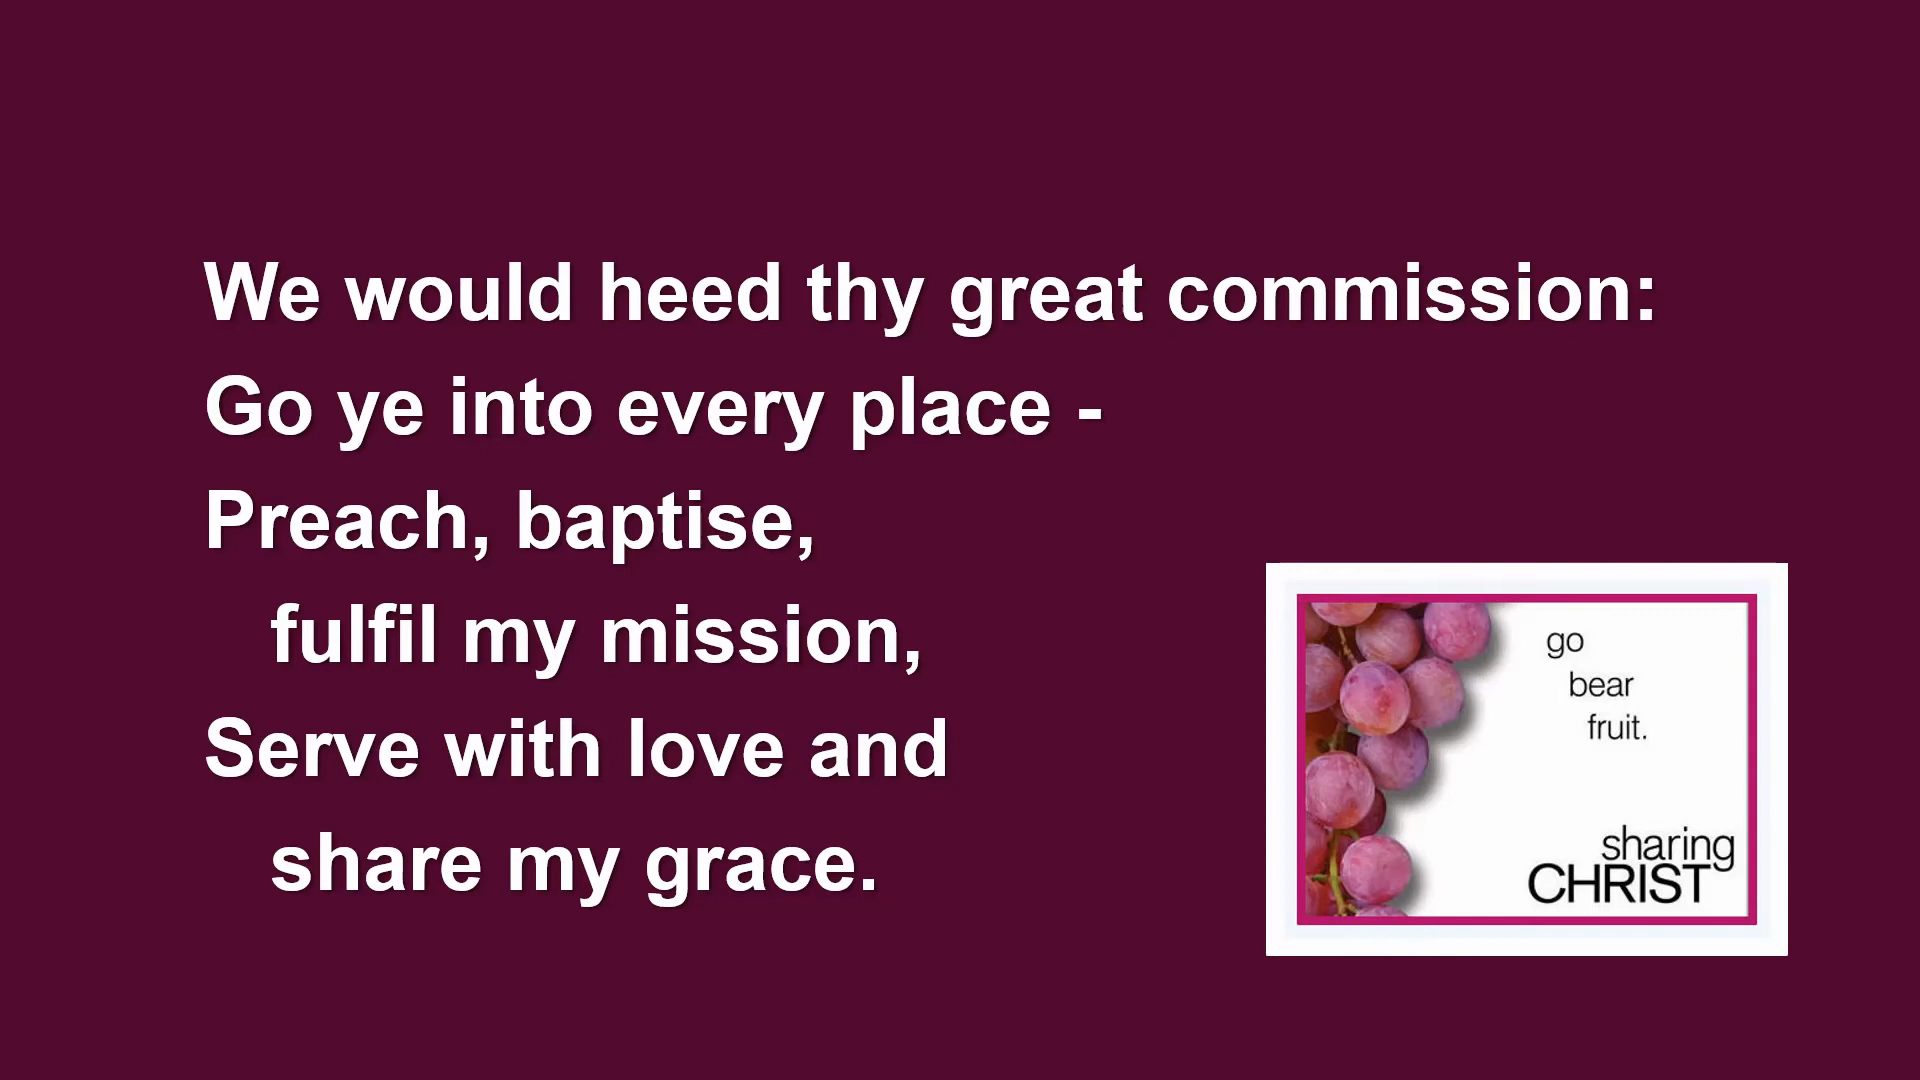 We would heed thy great commission:
Go ye into every place -
Preach, baptise,
fulfil my mission,
Serve with love and
share my grace.
go
bear
fruit.
sharing
CHRIST